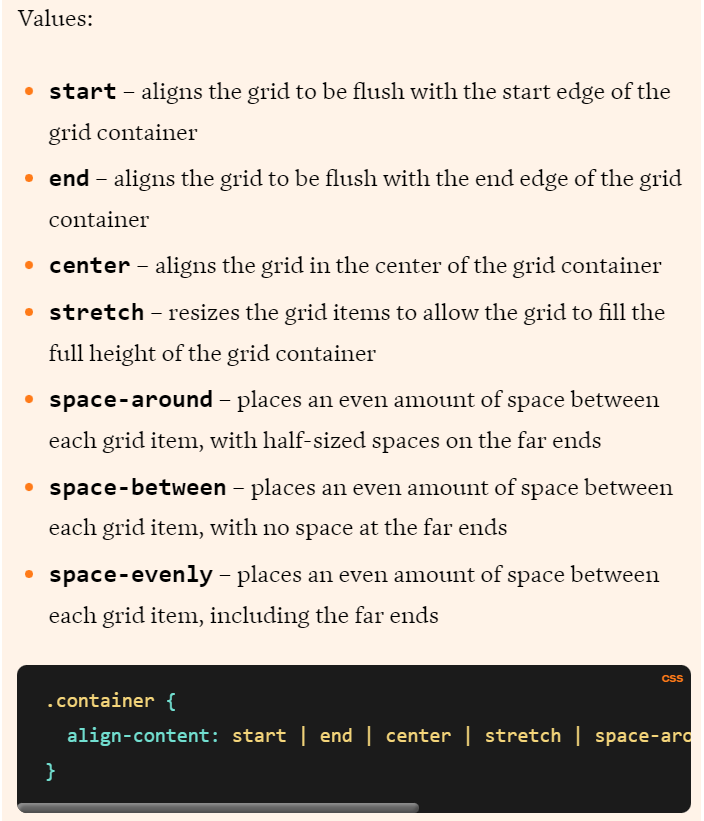 Values:
start – aligns the grid to be flush with the start edge of the
grid container
end – aligns the grid to be flush with the end edge of the grid
container
center – aligns the grid in the center of the grid container
stretch – resizes the grid items to allow the grid to fill the
full height of the grid container
space-around – places an even amount of space between
each grid item, with half-sized spaces on the far ends
space-between – places an even amount of space between
each grid item, with no space at the far ends
space-evenly – places an even amount of space between
each grid item, including the far ends
CSS
.container {
  align-content: start | end | center | stretch | space-aro
}